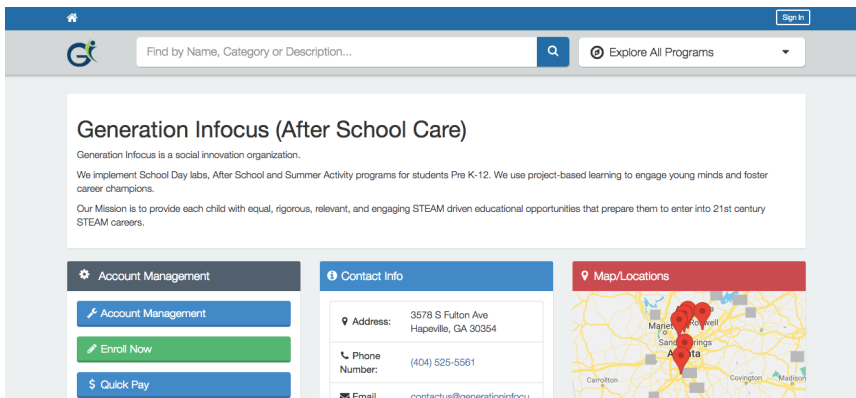 Sign In
Find by Name, Category or Description...
Explore All Programs
Generation Infocus (After School Care)
Generation Infocus is a social innovation organization.
We implement School Day labs, After School and Summer Activity programs for students Pre K-12. We use project-based learning to engage young minds and foster
career champions.
Our Mission is to provide each child with equal, rigorous, relevant, and engaging STEAM driven educational opportunities that prepare them to enter into 21st century
STEAM careers.
Account Management
Account Management
Enroll Now
$ Quick Pay
Contact Info
Address:
3578 S Fulton Ave
Hapeville, GA 30354
Phone
Number:
(404) 525-5561
Email
contactus@generationinfocu
Map/Locations
Carrollton
Covington
Madison